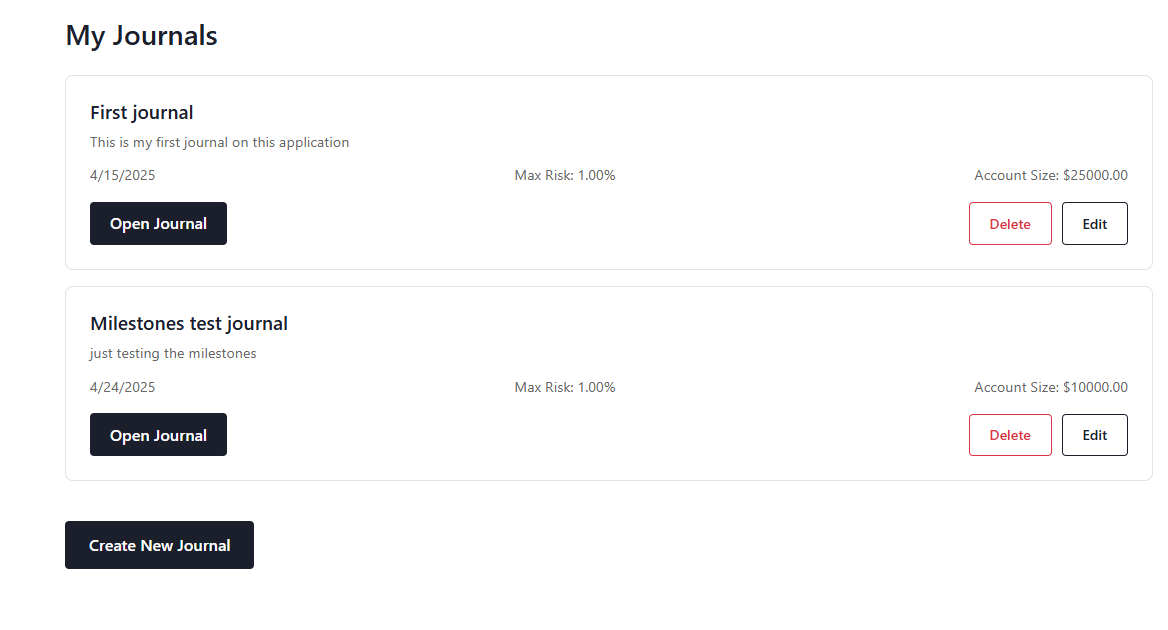 My Journals
First journal
This is my first journal on this application
4/15/2025 Max Risk: 1.00% Account Size: $25000.00
Open Journal Delete Edit
Milestones test journal
just testing the milestones
4/24/2025 Max Risk: 1.00% Account Size: $10000.00
Open Journal Delete Edit
Create New Journal